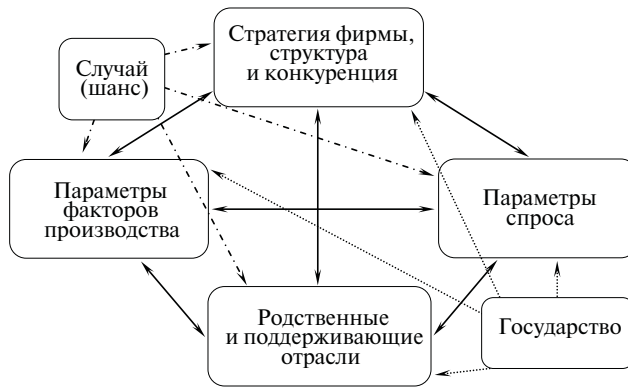 Стратегия фирмы,
структура
и конкуренция
Случай
(шанс)
Параметры
факторов
производства
Параметры
спроса
Родственные
и поддерживающие
отрасли
Государство